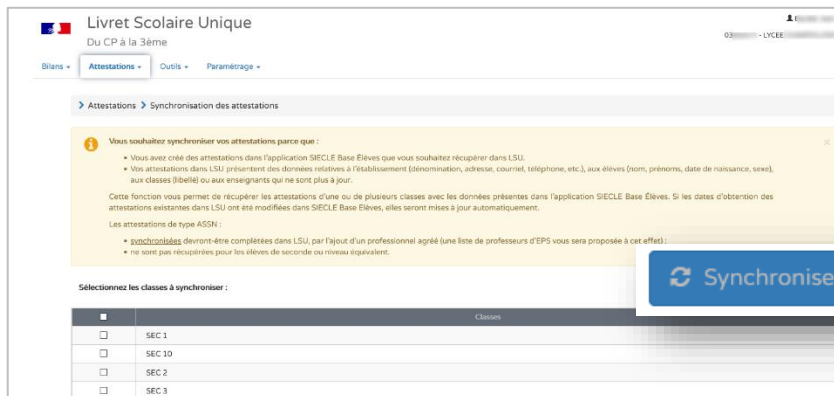 Livret Scolaire Unique
Du CP à la 3ème
- LYCEE
Bilans Attestations Outils Paramétrage
Attestations Synchronisation des attestations
Vous souhaitez synchroniser vos attestations parce que :
• Vous avez créé des attestations dans l'application SIECLE Base Élèves que vous souhaitez récupérer dans LSU.
• Vos attestations LSU présentent des données relatives à l'établissement (dénomination, adresse, courriel, téléphone, etc.), aux élèves (nom, prénoms, date de naissance, sexe),
aux classes (libellé) ou aux enseignants qui ne sont plus à jour.
Cette fonction vous permet de récupérer les attestations d'une ou de plusieurs classes avec les données présentes dans l'application SIECLE Base Élèves. Si les dates d'obtention des
attestations existantes dans LSU ont été modifiées dans SIECLE Base Élèves, elles seront mises à jour automatiquement.
Les attestations de type ASSN :
• synchronisées devront-être complétées dans LSU, par l'ajout d'un professionnel agréé (une liste de professeurs d'EPS vous sera proposée à cet effet) ;
• ne sont pas récupérées pour les élèves de seconde ou niveau équivalent.
Synchronise
Sélectionnez les classes à synchroniser :
Classes
SEC 1
SEC 10
SEC 2
SEC 3